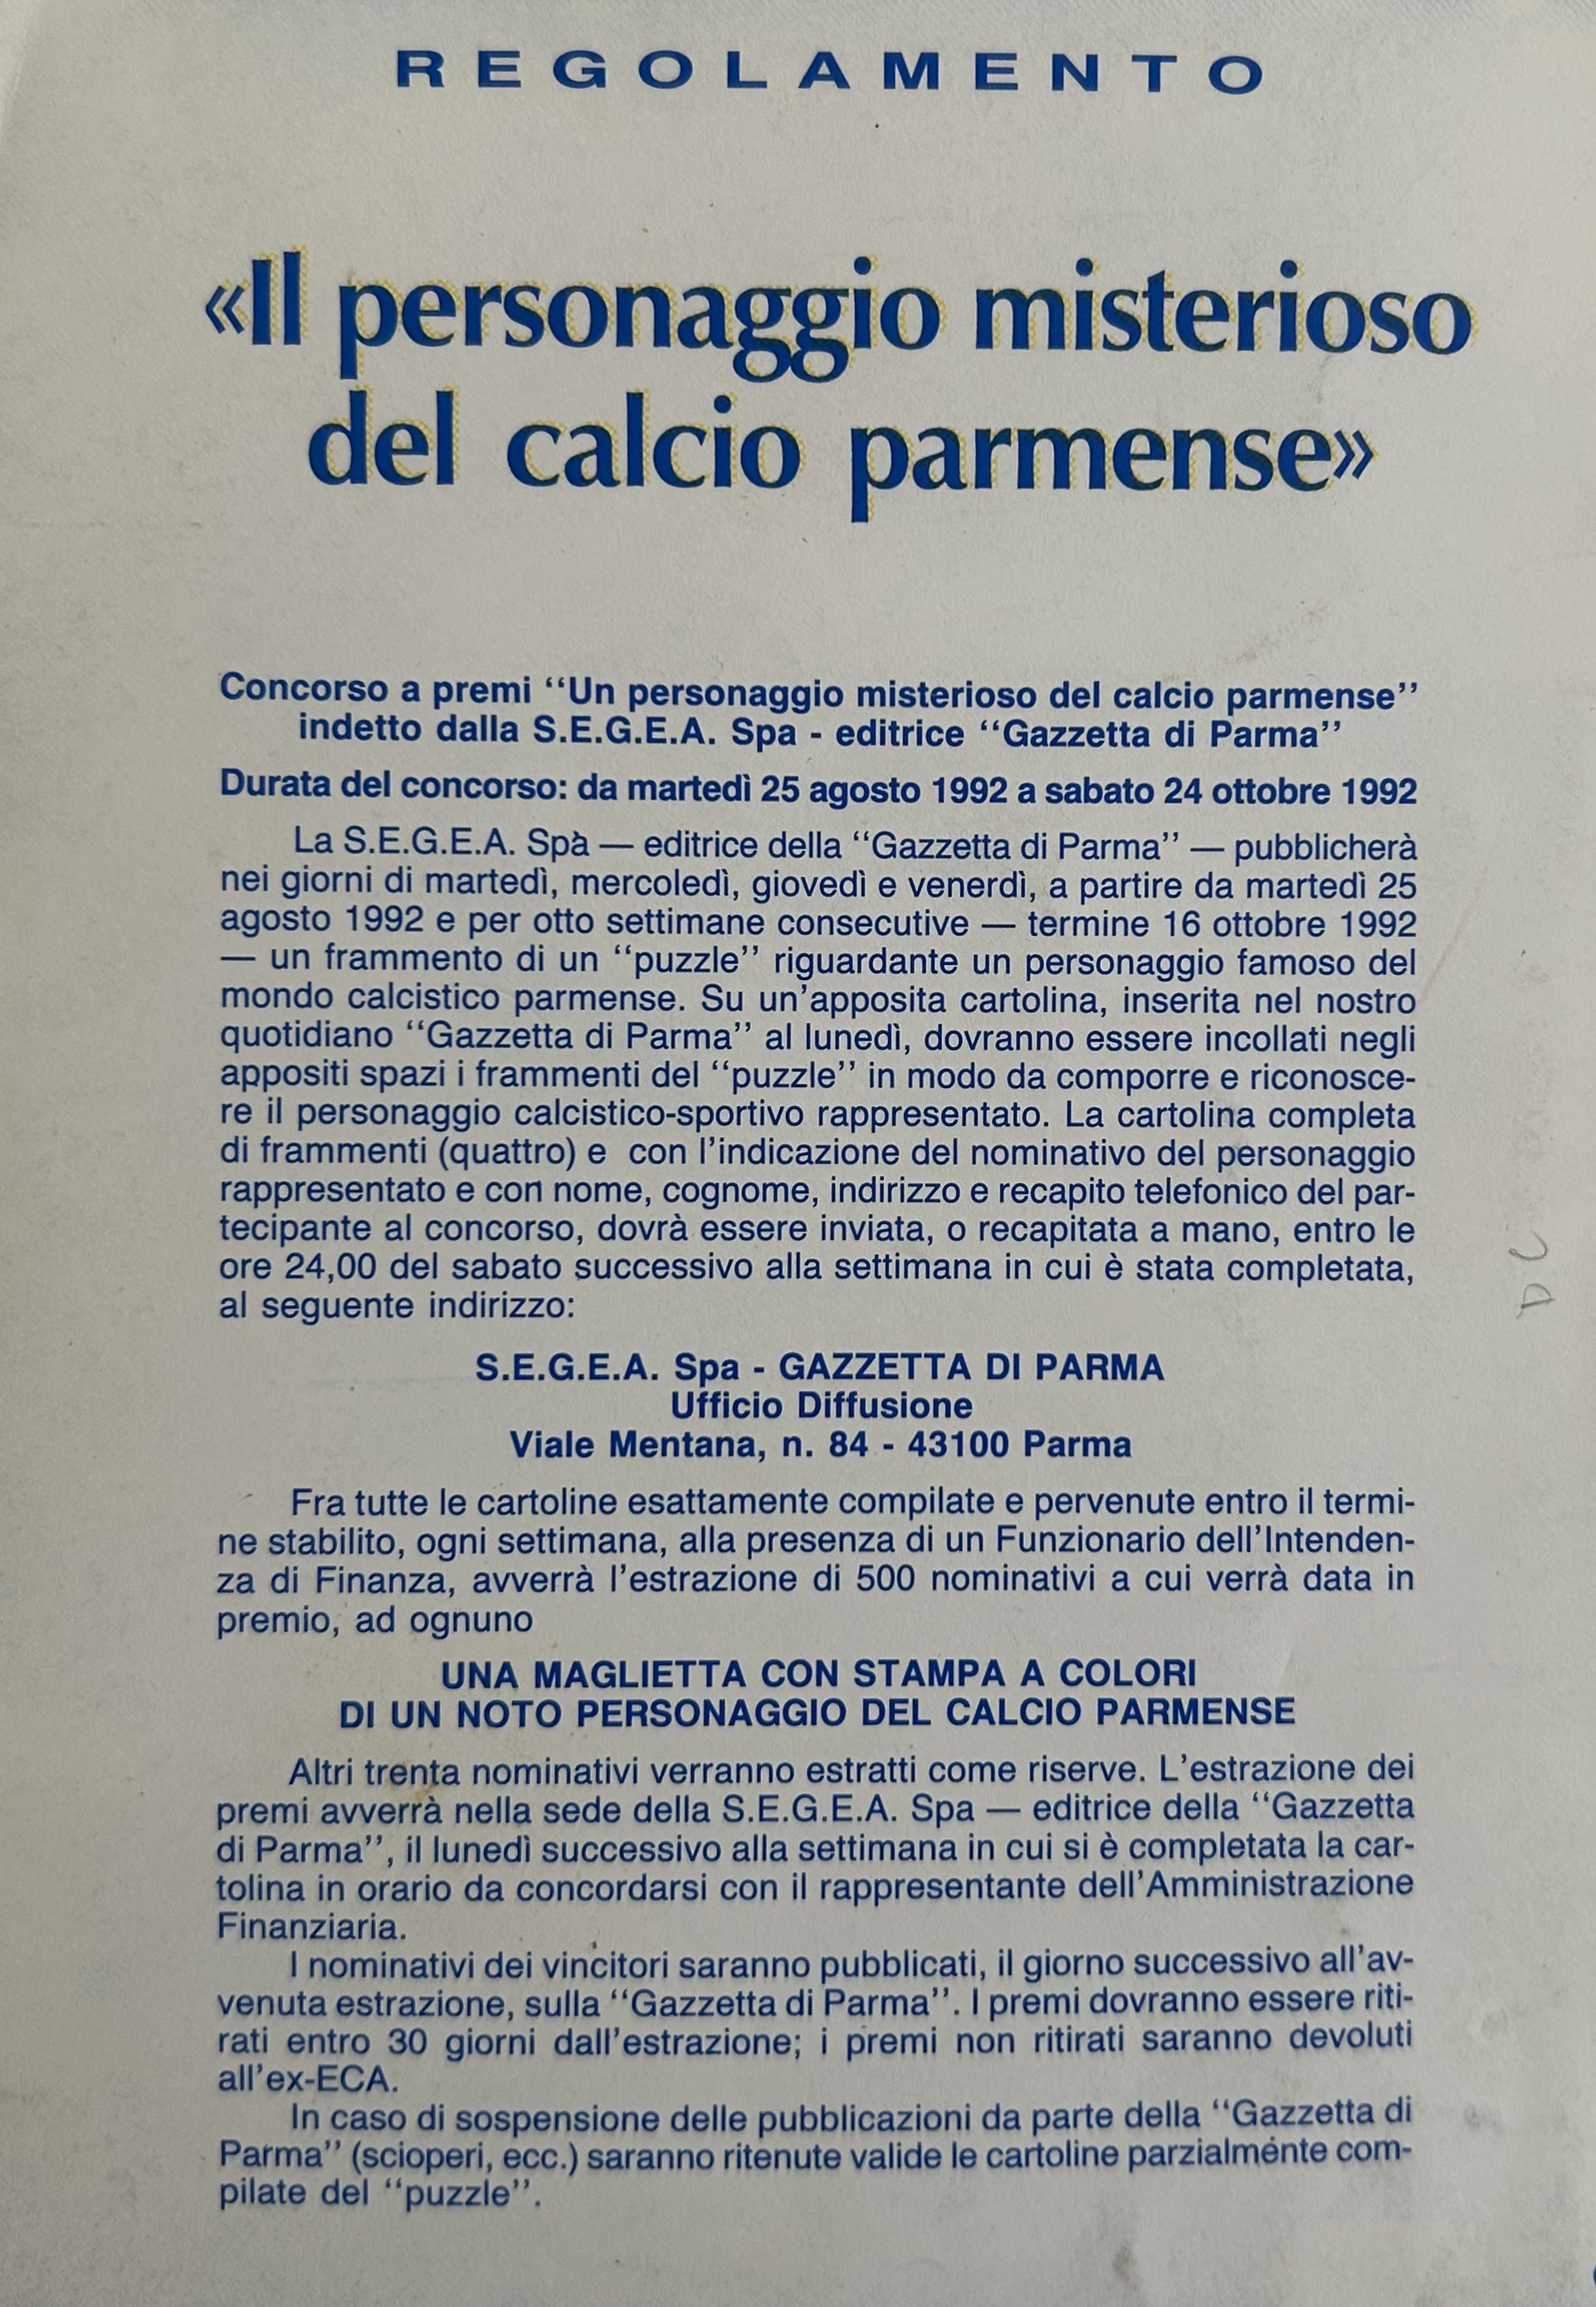 REGOLAMENTO
«Il personaggio misterioso
del calcio parmense»
Concorso a premi ‘‘Un personaggio misterioso del calcio parmense’’
indetto dalla S.E.G.E.A. Spa - editrice ‘‘Gazzetta di Parma’’
Durata del concorso: da martedì 25 agosto 1992 a sabato 24 ottobre 1992
La S.E.G.E.A. Spa — editrice della ‘‘Gazzetta di Parma’’ — pubblicherà
nei giorni di martedì, mercoledì, giovedì e venerdì, a partire da martedì 25
agosto 1992 e per otto settimane consecutive — termine 16 ottobre 1992
— un frammento di un ‘‘puzzle’’ riguardante un personaggio famoso del
mondo calcistico parmense. Su un’apposita cartolina, inserita nel nostro
quotidiano ‘‘Gazzetta di Parma’’ al lunedì, dovranno essere incollati negli
appositi spazi i frammenti del ‘‘puzzle’’ in modo da comporre e riconosce-
re il personaggio calcistico-sportivo rappresentato. La cartolina completa
di frammenti (quattro) e con l’indicazione del nominativo del personaggio
rappresentato e con nome, cognome, indirizzo e recapito telefonico del par-
tecipante al concorso, dovrà essere inviata, o recapitata a mano, entro le
ore 24,00 del sabato successivo alla settimana in cui è stata completata,
al seguente indirizzo:
S.E.G.E.A. Spa - GAZZETTA DI PARMA
Ufficio Diffusione
Viale Mentana, n. 84 - 43100 Parma
Fra tutte le cartoline esattamente compilate e pervenute entro il termi-
ne stabilito, ogni settimana, alla presenza di un Funzionario dell’Intenden-
za di Finanza, avverrà l’estrazione di 500 nominativi a cui verrà data in
premio, ad ognuno
UNA MAGLIETTA CON STAMPA A COLORI
DI UN NOTO PERSONAGGIO DEL CALCIO PARMENSE
Altri trenta nominativi verranno estratti come riserve. L’estrazione dei
premi avverrà nella sede della S.E.G.E.A. Spa — editrice della ‘‘Gazzetta
di Parma’’, il lunedì successivo alla settimana in cui si è completata la car-
tolina in orario da concordarsi con il rappresentante dell’Amministrazione
Finanziaria.
I nominativi dei vincitori saranno pubblicati, il giorno successivo all’av-
venuta estrazione, sulla ‘‘Gazzetta di Parma’’. I premi dovranno essere riti-
rati entro 30 giorni dall’estrazione; i premi non ritirati saranno devoluti
all’ex-ECA.
In caso di sospensione delle pubblicazioni da parte della ‘‘Gazzetta di
Parma’’ (scioperi, ecc.) saranno ritenute valide le cartoline parzialmente com-
pilate del ‘‘puzzle’’.